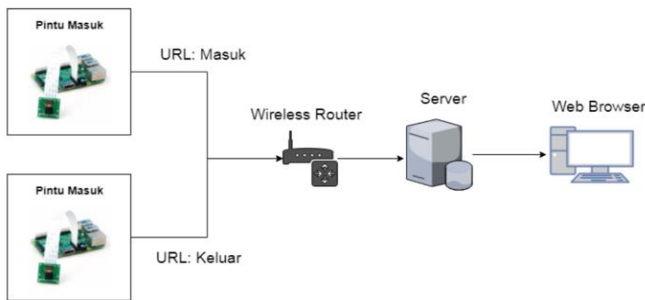 Pintu Masuk
URL: Masuk
Wireless Router
Server
Web Browser
Pintu Masuk
URL: Keluar